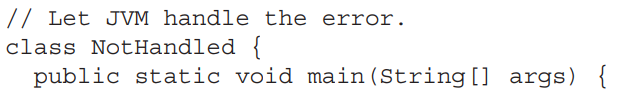 // Let JVM handle the error.
class NotHandled {
  public static void main(String[] args) {